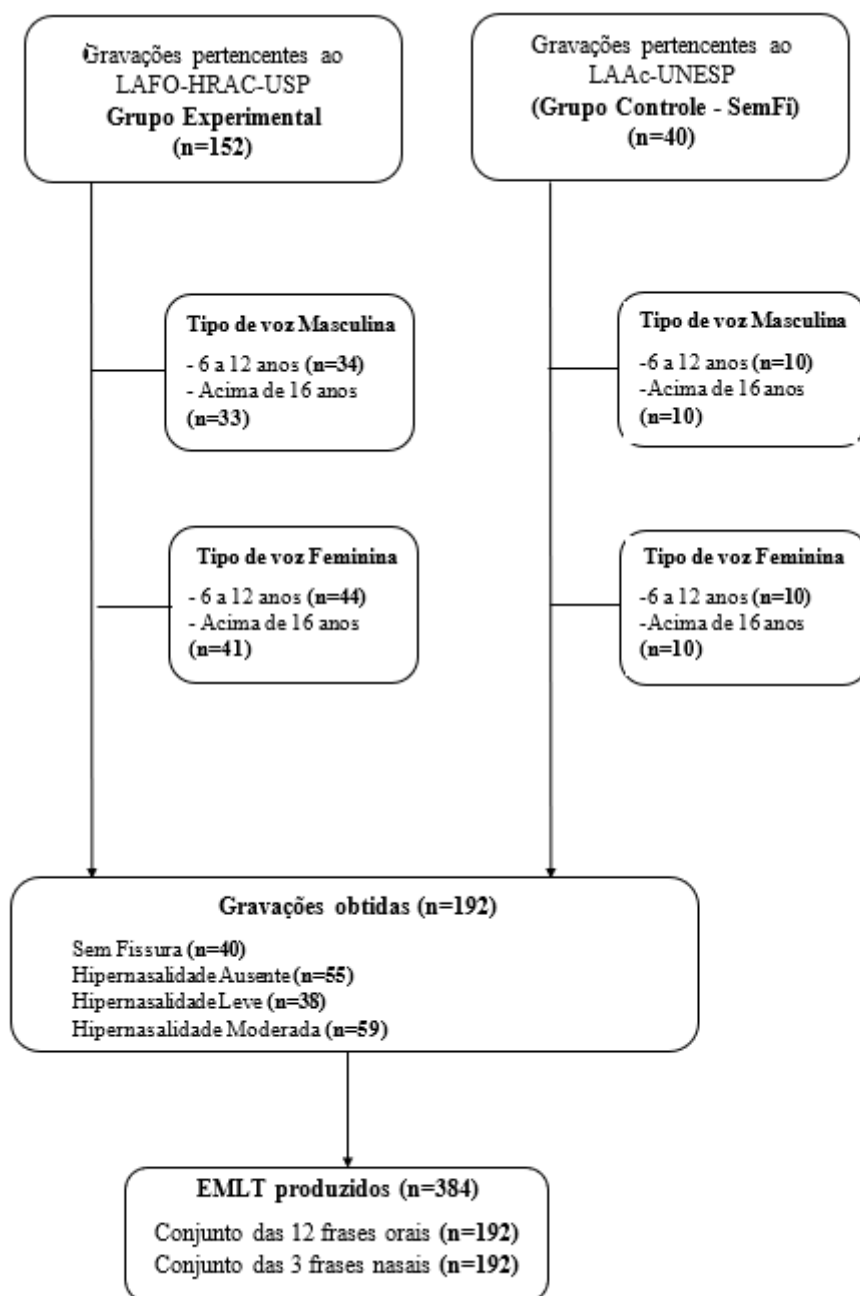 Gravações pertencentes ao
LAFO-HRAC-USP
Grupo Experimental
(n=152)
Gravações pertencentes ao
LAAc-UNESP
(Grupo Controle - SemFi)
(n=40)
Tipo de voz Masculina
- 6 a 12 anos (n=34)
- Acima de 16 anos
(n=33)
Tipo de voz Masculina
-6 a 12 anos (n=10)
-Acima de 16 anos
(n=10)
Tipo de voz Feminina
- 6 a 12 anos (n=44)
- Acima de 16 anos
(n=41)
Tipo de voz Feminina
-6 a 12 anos (n=10)
-Acima de 16 anos
(n=10)
Gravações obtidas (n=192)
Sem Fissura (n=40)
Hipernasalidade Ausente (n=55)
Hipernasalidade Leve (n=38)
Hipernasalidade Moderada (n=59)
EMLT produzidos (n=384)
Conjunto das 12 frases orais (n=192)
Conjunto das 3 frases nasais (n=192)